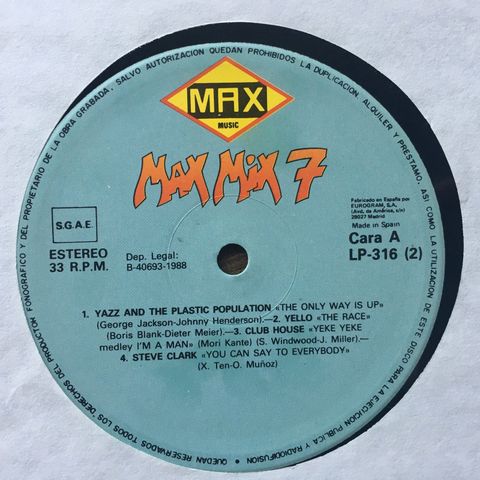 QUEDAN RESERVADOS TODOS LOS DERECHOS DEL PRODUCTOR FONOGRAFICO Y DEL PROPIETARIO DE LA OBRA GRABADA. SALVO AUTORIZACION QUEDAN PROHIBIDOS LA DUPLICACION, ALQUILER Y PRESTAMO, ASI COMO LA UTILIZACION DE ESTE DISCO PARA LA EJECUCION PUBLICA Y RADIODIFUSION
MAX
MUSIC
MAX MIX 7
S.G.A.E.
ESTEREO
33 R.P.M.
Dep. Legal:
B-40693-1988
Fabricado en España por
EUROGRAM, S.A.
(Avd. de América, s/n)
28027 Madrid
Made in Spain
Cara A
LP-316 (2)
1. YAZZ AND THE PLASTIC POPULATION «THE ONLY WAY IS UP»
(George Jackson-Johnny Henderson).—2. YELLO «THE RACE»
(Boris Blank-Dieter Meier).—3. CLUB HOUSE «YEKE YEKE
medley I'M A MAN» (Mori Kante) (S. Windwood-J. Miller).—
4. STEVE CLARK «YOU CAN SAY TO EVERYBODY»
(X. Ten-O. Muñoz)